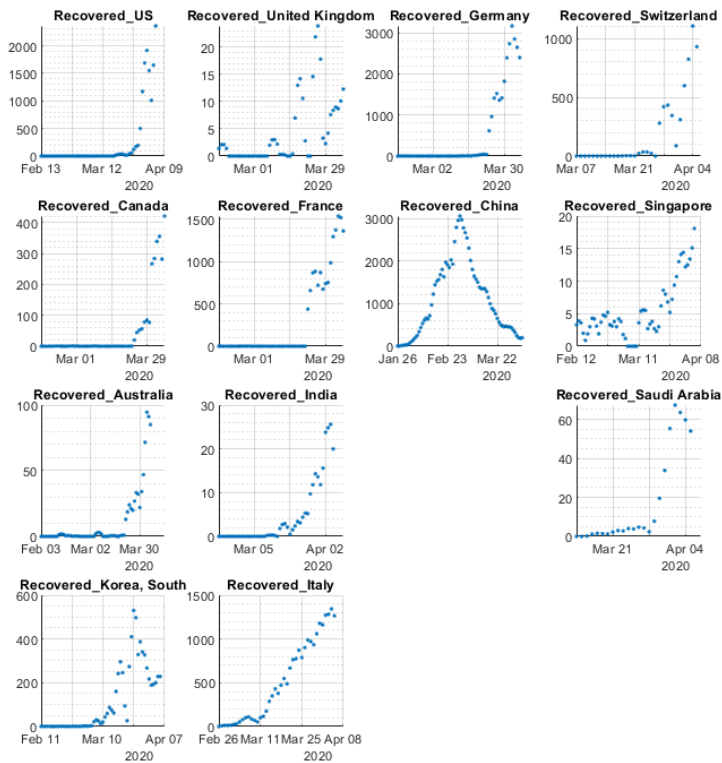 Recovered_US
2000
1500
1000
500
0
Feb 13 Mar 12 Apr 09
2020
Recovered_United Kingdom
20
10
0
Mar 01 Mar 29
2020
Recovered_Germany
3000
2000
1000
0
Mar 02 Mar 30
2020
Recovered_Switzerland
1000
500
0
Mar 07 Mar 21 Apr 04
2020
Recovered_Canada
400
300
200
100
0
Mar 01 Mar 29
2020
Recovered_France
1500
1000
500
0
Mar 01 Mar 29
2020
Recovered_China
3000
2000
1000
0
Jan 26 Feb 23 Mar 22
2020
Recovered_Singapore
20
15
10
5
0
Feb 12 Mar 11 Apr 08
2020
Recovered_Australia
100
50
0
Feb 03 Mar 02 Mar 30
2020
Recovered_India
30
20
10
0
Mar 05 Apr 02
2020
Recovered_Saudi Arabia
60
40
20
0
Mar 21 Apr 04
2020
Recovered_Korea, South
600
400
200
0
Feb 11 Mar 10 Apr 07
2020
Recovered_Italy
1500
1000
500
0
Feb 26 Mar 11 Mar 25 Apr 08
2020